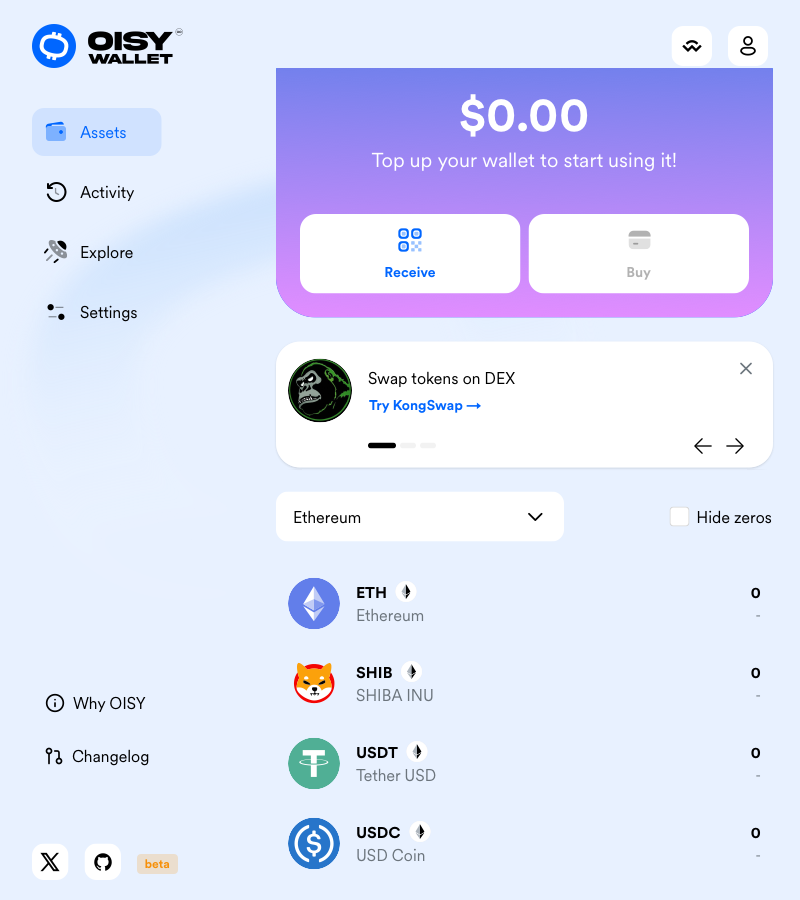 OISY
WALLET
Assets
Activity
Explore
Settings
Why OISY
Changelog
beta
$0.00
Top up your wallet to start using it!
Receive
Buy
Swap tokens on DEX
Try KongSwap →
Ethereum
Hide zeros
ETH
0
Ethereum
-
SHIB
0
SHIBA INU
-
USDT
0
Tether USD
-
USDC
0
USD Coin
-